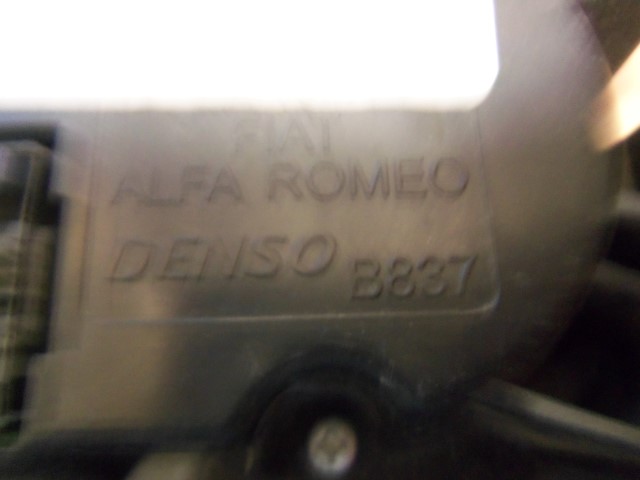 FIAT
ALFA ROMEO
DENSO B837